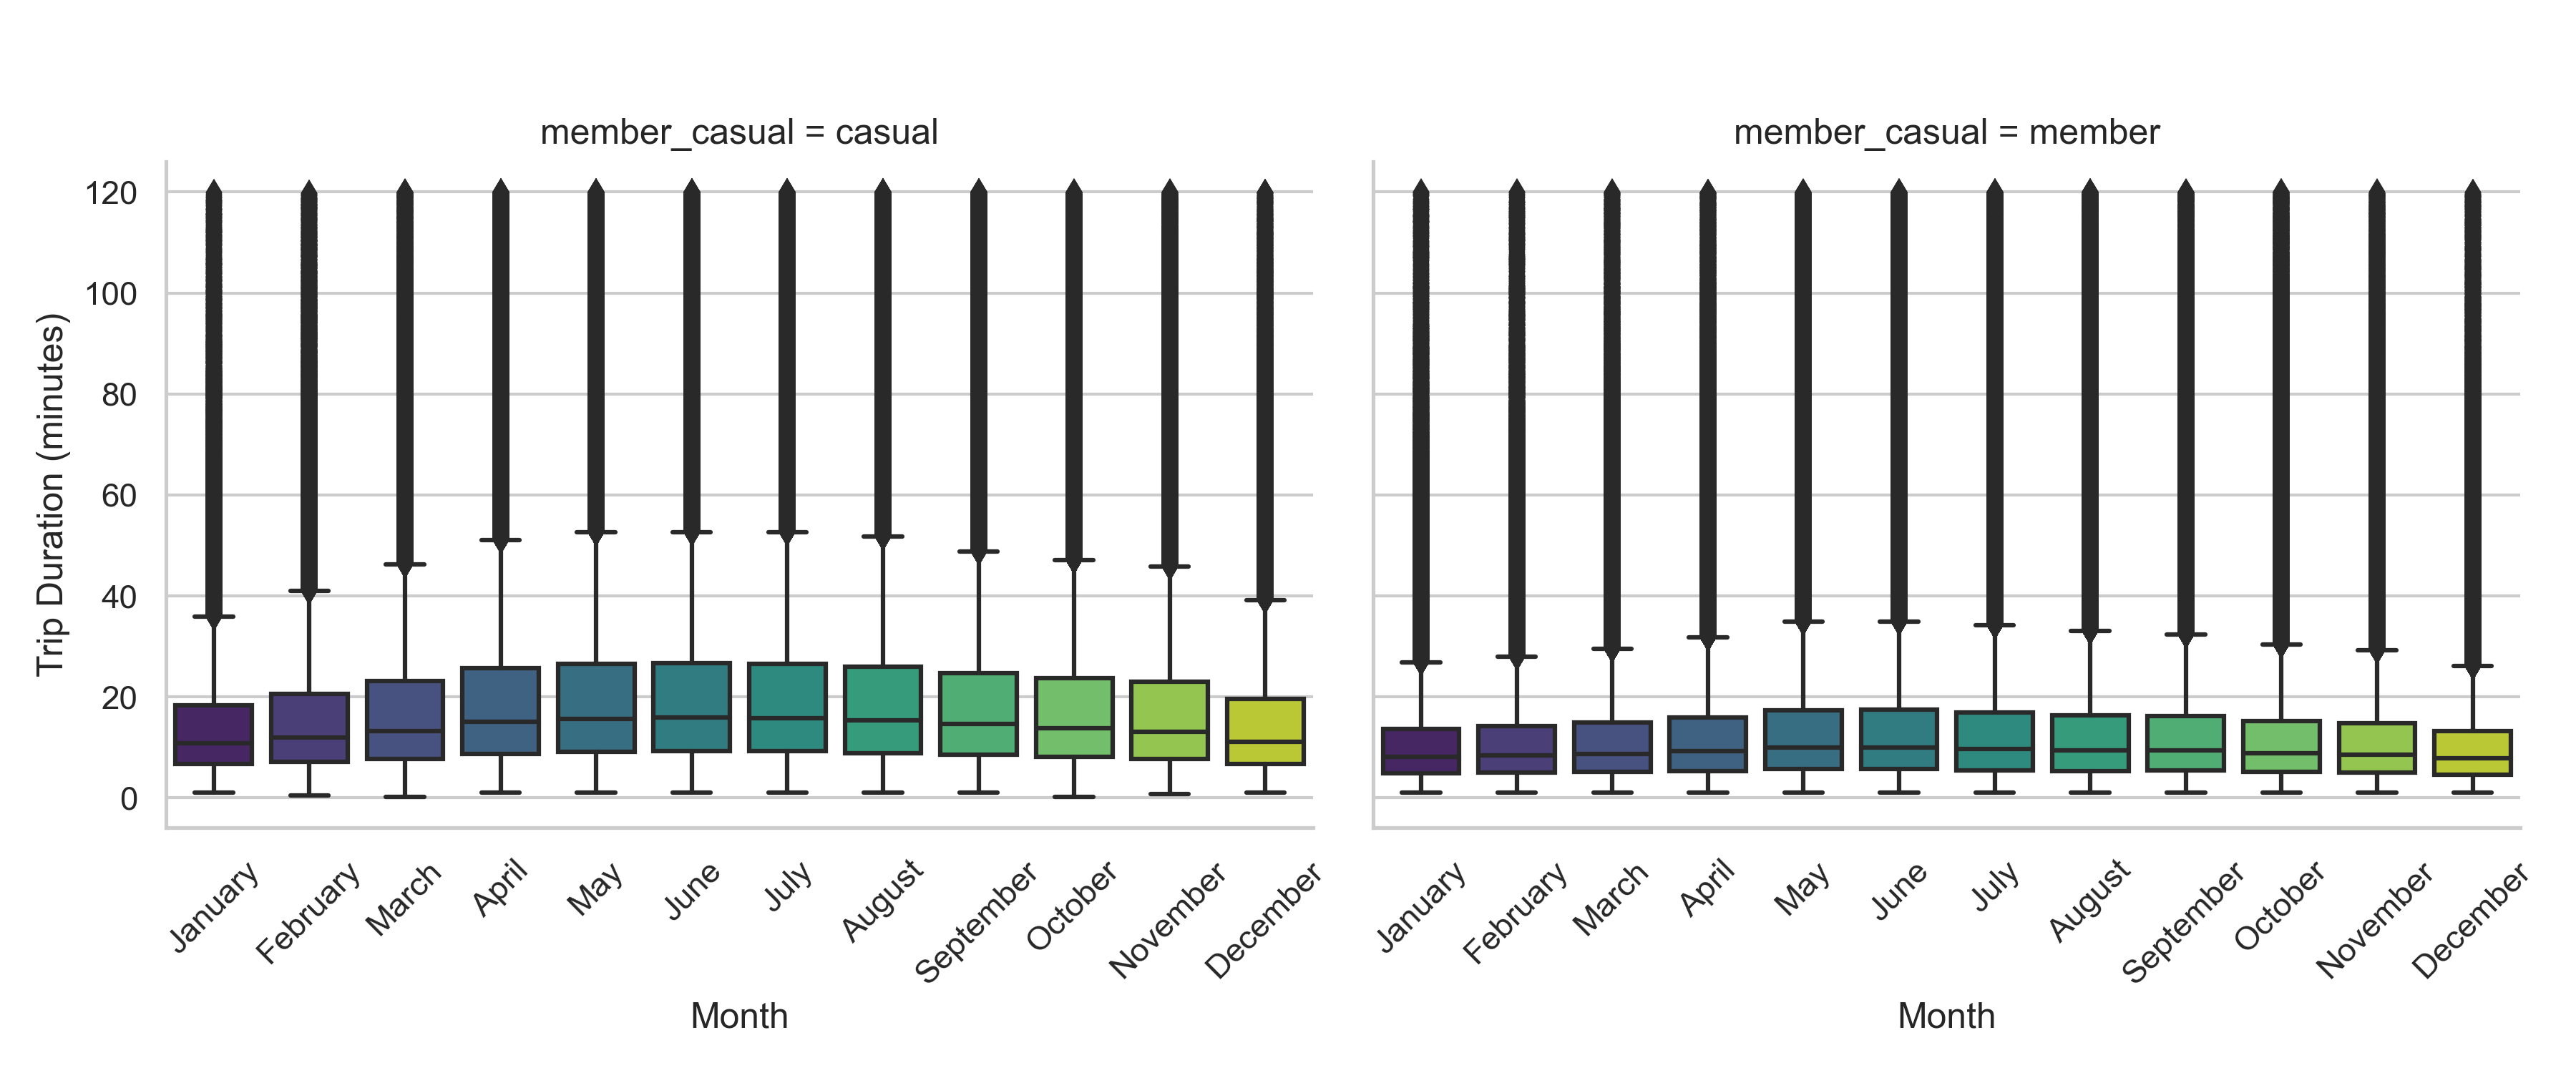 member_casual = casual
member_casual = member
Trip Duration (minutes)
120
100
80
60
40
20
0
January
February
March
April
May
June
July
August
September
October
November
December
January
February
March
April
May
June
July
August
September
October
November
December
Month
Month